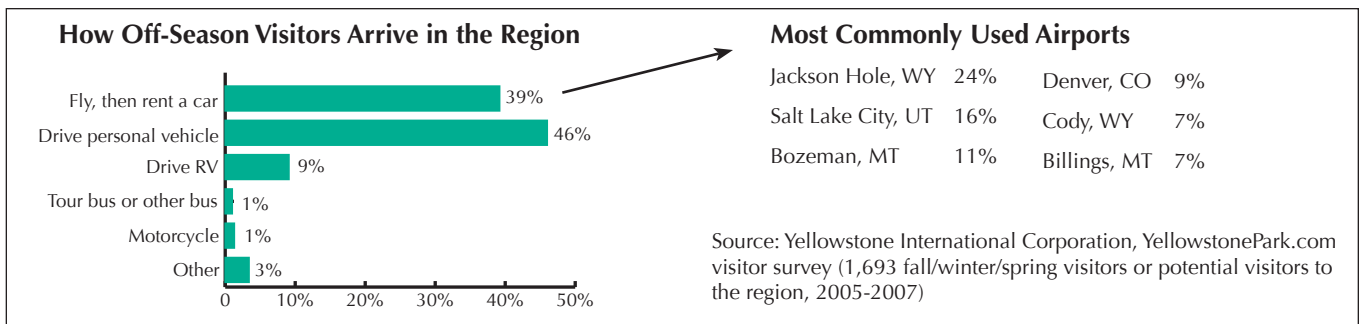 How Off-Season Visitors Arrive in the Region
Fly, then rent a car 39%
Drive personal vehicle 46%
Drive RV 9%
Tour bus or other bus 1%
Motorcycle 1%
Other 3%
0 10% 20% 30% 40% 50%
Most Commonly Used Airports
Jackson Hole, WY 24%
Salt Lake City, UT 16%
Bozeman, MT 11%
Denver, CO 9%
Cody, WY 7%
Billings, MT 7%
Source: Yellowstone International Corporation, YellowstonePark.com
visitor survey (1,693 fall/winter/spring visitors or potential visitors to
the region, 2005-2007)